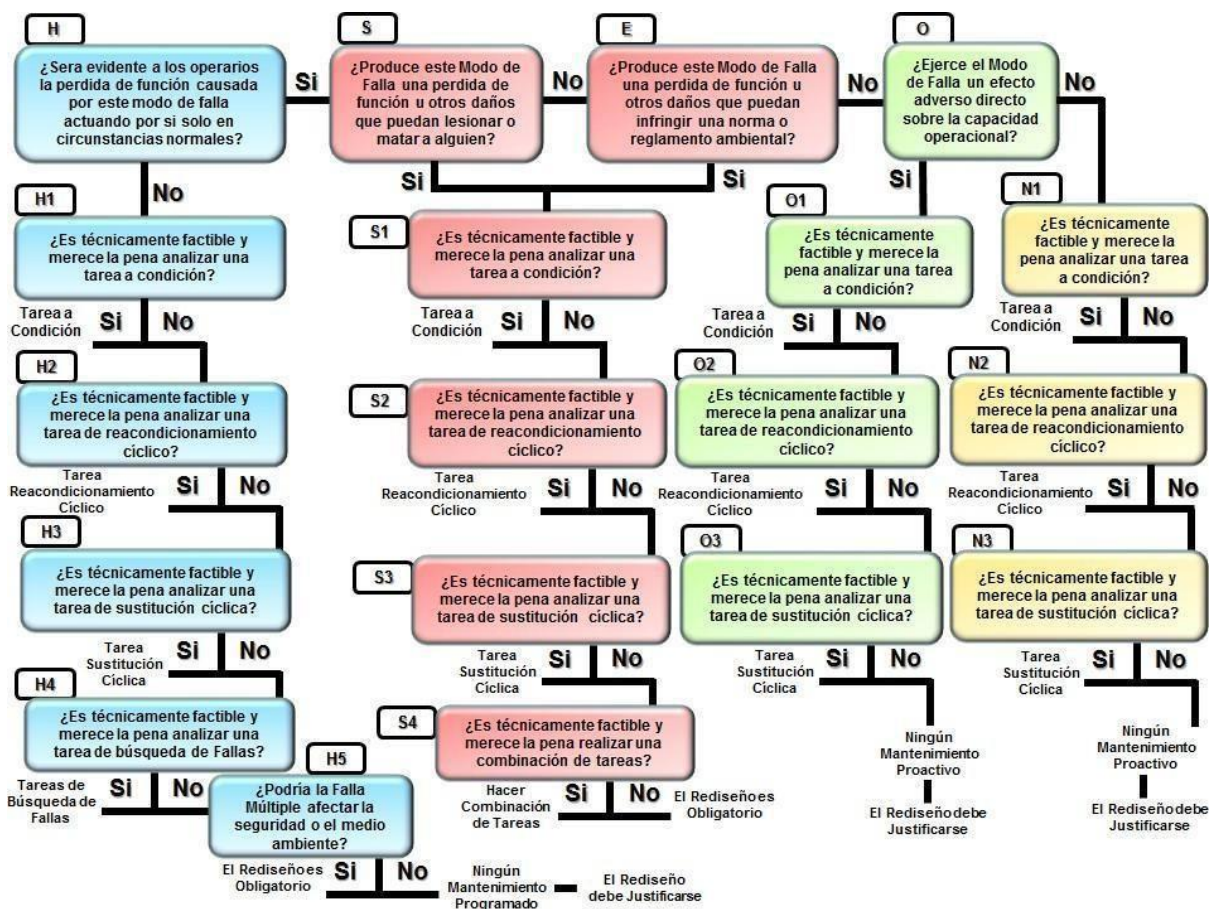 H
¿Sera evidente a los operarios
la perdida de función causada
por este modo de falla
actuando por si solo en
circunstancias normales?
Si
No
S
¿Produce este Modo de
Falla una perdida de
función u otros daños
que puedan lesionar o
matar a alguien?
No
Si
E
¿Produce este Modo de Falla
una perdida de función u
otros daños que puedan
infringir una norma o
reglamento ambiental?
No
Si
O
¿Ejerce el Modo
de Falla un efecto
adverso directo
sobre la capacidad
operacional?
No
Si
H1
¿Es técnicamente factible y
merece la pena analizar una
tarea a condición?
Tarea a
Condición
Si
No
S1
¿Es técnicamente factible y
merece la pena analizar una
tarea a condición?
Tarea a
Condición
Si
No
O1
¿Es técnicamente
factible y merece la
pena analizar una tarea
a condición?
Tarea a
Condición
Si
No
N1
¿Es técnicamente
factible y merece la
pena analizar una tarea
a condición?
Tarea a
Condición
Si
No
H2
¿Es técnicamente factible y
merece la pena analizar una
tarea de reacondicionamiento
cíclico?
Tarea
Reacondicionamiento
Cíclico
Si
No
S2
¿Es técnicamente factible y
merece la pena analizar una
tarea de reacondicionamiento
cíclico?
Tarea
Reacondicionamiento
Cíclico
Si
No
O2
¿Es técnicamente factible y
merece la pena analizar una
tarea de reacondicionamiento
cíclico?
Tarea
Reacondicionamiento
Cíclico
Si
No
N2
¿Es técnicamente factible y
merece la pena analizar una
tarea de reacondicionamiento
cíclico?
Tarea
Reacondicionamiento
Cíclico
Si
No
H3
¿Es técnicamente factible y
merece la pena analizar una
tarea de sustitución cíclica?
Tarea
Sustitución
Cíclica
Si
No
S3
¿Es técnicamente factible y
merece la pena analizar una
tarea de sustitución cíclica?
Tarea
Sustitución
Cíclica
Si
No
O3
¿Es técnicamente factible y
merece la pena analizar una
tarea de sustitución cíclica?
Tarea
Sustitución
Cíclica
Si
No
N3
¿Es técnicamente factible y
merece la pena analizar una
tarea de sustitución cíclica?
Tarea
Sustitución
Cíclica
Si
No
H4
¿Es técnicamente factible y
merece la pena analizar una
tarea de búsqueda de Fallas?
Tareas de
Búsqueda de
Fallas
Si
No
S4
¿Es técnicamente factible y
merece la pena realizar una
combinación de tareas?
Hacer
Combinación
de Tareas
Si
No
El Rediseño es
Obligatorio
Ningún
Mantenimiento
Proactivo
El Rediseño debe
Justificarse
Ningún
Mantenimiento
Proactivo
El Rediseño debe
Justificarse
H5
¿Podría la Falla
Múltiple afectar la
seguridad o el medio
ambiente?
El Rediseño es
Obligatorio
Si
No
Ningún
Mantenimiento
Programado
El Rediseño
debe Justificarse